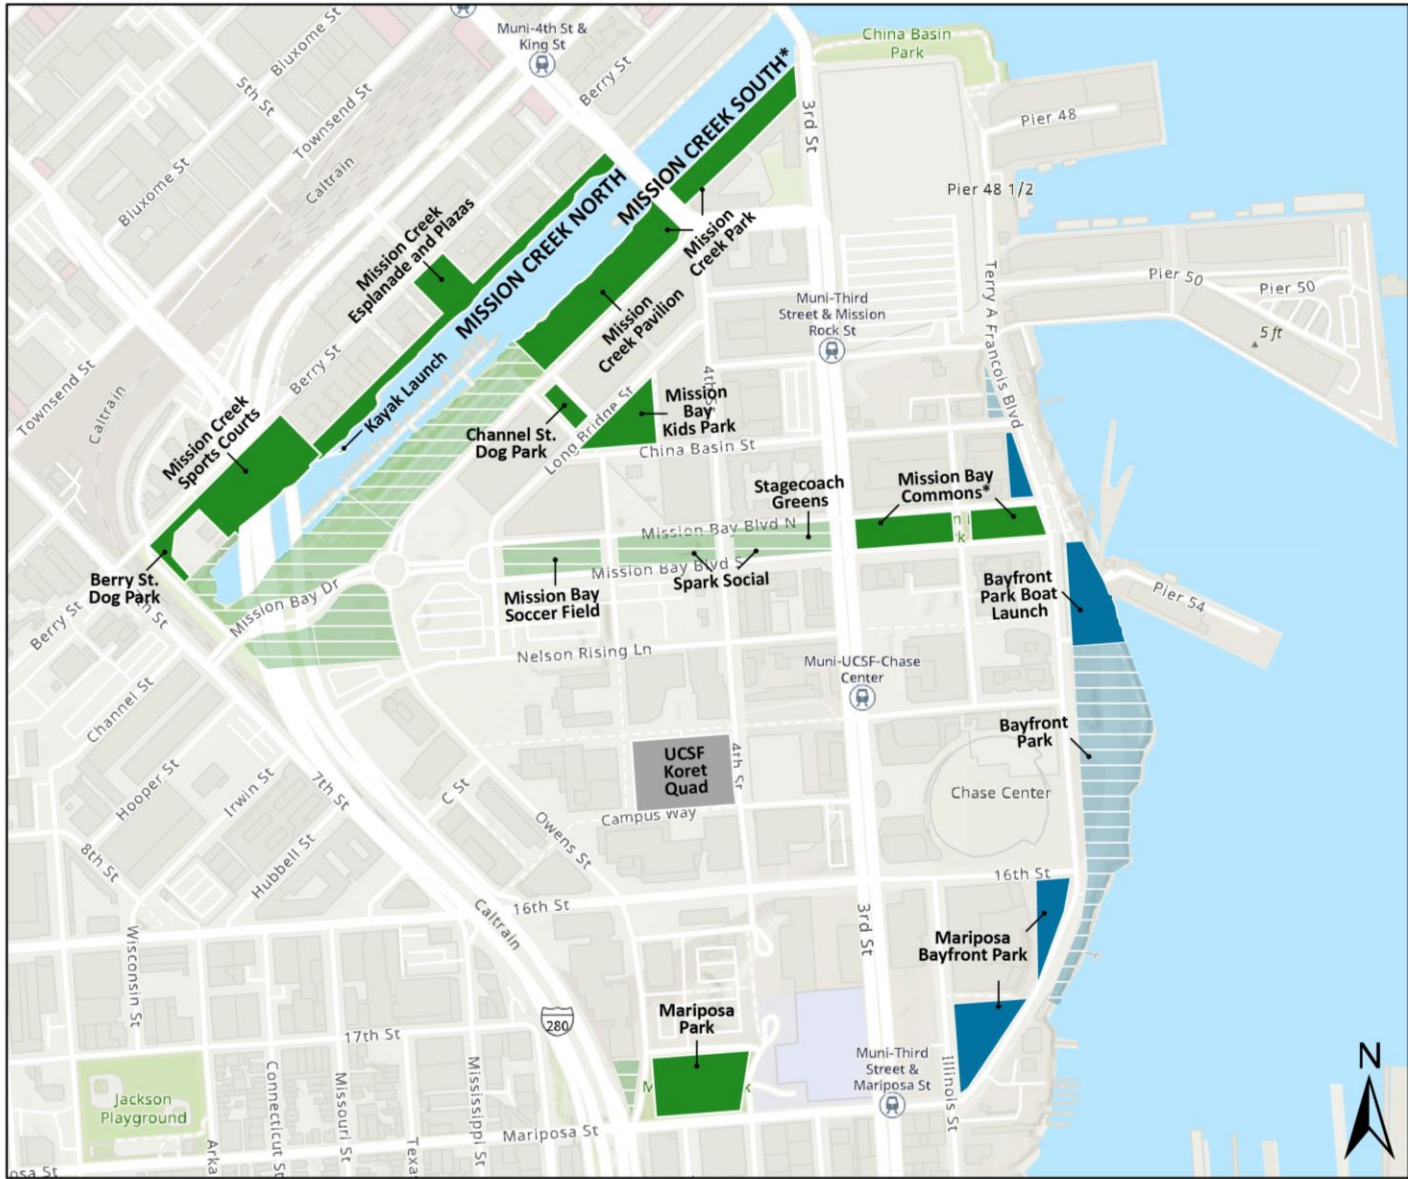 Bluxome St
Muni-4th St &
King St
China Basin
Park
5th St
Townsend St
Berry St
MISSION CREEK SOUTH*
3rd St
Pier 48
Caltrain
Bluxome St
Pier 48 1/2
Mission Creek
Esplanade and Plazas
MISSION CREEK NORTH
Mission
Creek Park
Terry A Francois Blvd
Pier 50
Pier 50
5 ft
Muni-Third
Street & Mission
Rock St
Mission
Creek Pavilion
Berry St
Townsend St
Caltrain
Kayak Launch
4th St
Mission
Bay
Kids Park
Mission Creek
Sports Courts
Channel St.
Dog Park
Long Bridge St
China Basin St
Stagecoach
Greens
Mission Bay
Commons*
Mission Bay Blvd N
Mission Bay Blvd S
Spark Social
Mission Bay
Soccer Field
Berry St.
Dog Park
Berry St
Mission Bay Dr
Bayfront
Park Boat
Launch
Pier 54
Nelson Rising Ln
Muni-UCSF-Chase
Center
Channel St
Bayfront
Park
UCSF
Koret
Quad
4th St
Chase Center
Hooper St
Irwin St
7th St
C St
Campus Way
Owens St
8th St
Hubbell St
16th St
16th St
Caltrain
3rd St
Wisconsin St
Mariposa
Bayfront Park
280
Mariposa
Park
17th St
Muni-Third
Street &
Mariposa St
Illinois St
N
Jackson
Playground
Connecticut St
Missouri St
Mississippi St
Mariposa St
Arka
Texa
osa St